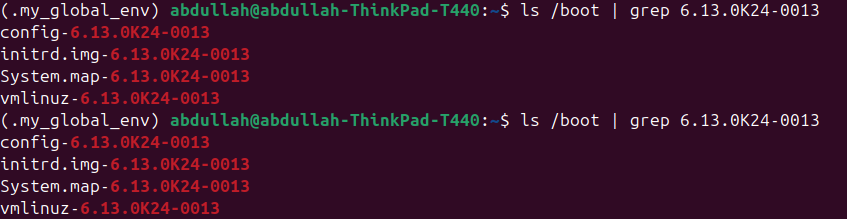 (.my_global_env) abdullah@abdullah-ThinkPad-T440:~$ ls /boot | grep 6.13.0K24-0013
config-6.13.0K24-0013
initrd.img-6.13.0K24-0013
System.map-6.13.0K24-0013
vmlinuz-6.13.0K24-0013
(.my_global_env) abdullah@abdullah-ThinkPad-T440:~$ ls /boot | grep 6.13.0K24-0013
config-6.13.0K24-0013
initrd.img-6.13.0K24-0013
System.map-6.13.0K24-0013
vmlinuz-6.13.0K24-0013